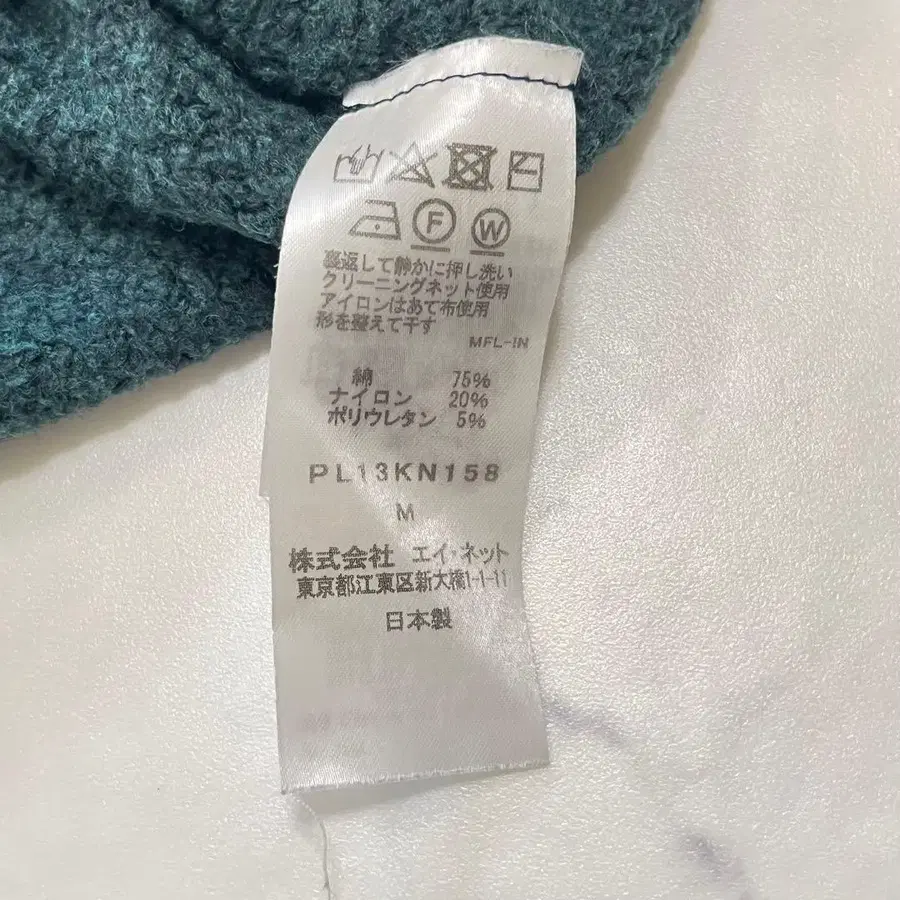 F W
裏返して静かに押し洗い
クリーニングネット使用
アイロンはあて布使用
形を整えて干す
MFL-IN
綿 75%
ナイロン 20%
ポリウレタン 5%
PL13KN158
M
株式会社 エイ・ネット
東京都江東区新大橋1-1-11
日本製